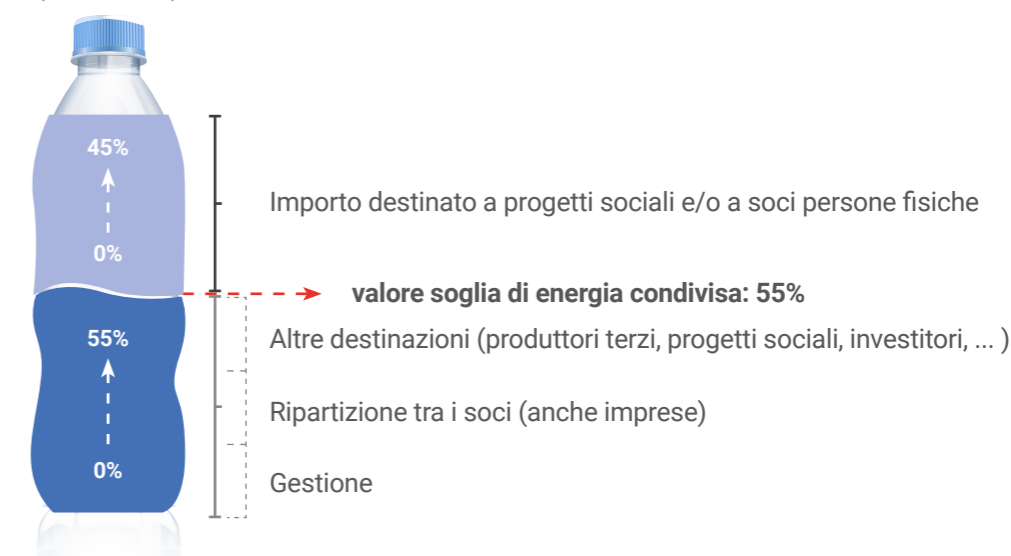 45%
0%
Importo destinato a progetti sociali e/o a soci persone fisiche
valore soglia di energia condivisa: 55%
55%
Altre destinazioni (produttori terzi, progetti sociali, investitori, ... )
Ripartizione tra i soci (anche imprese)
0%
Gestione